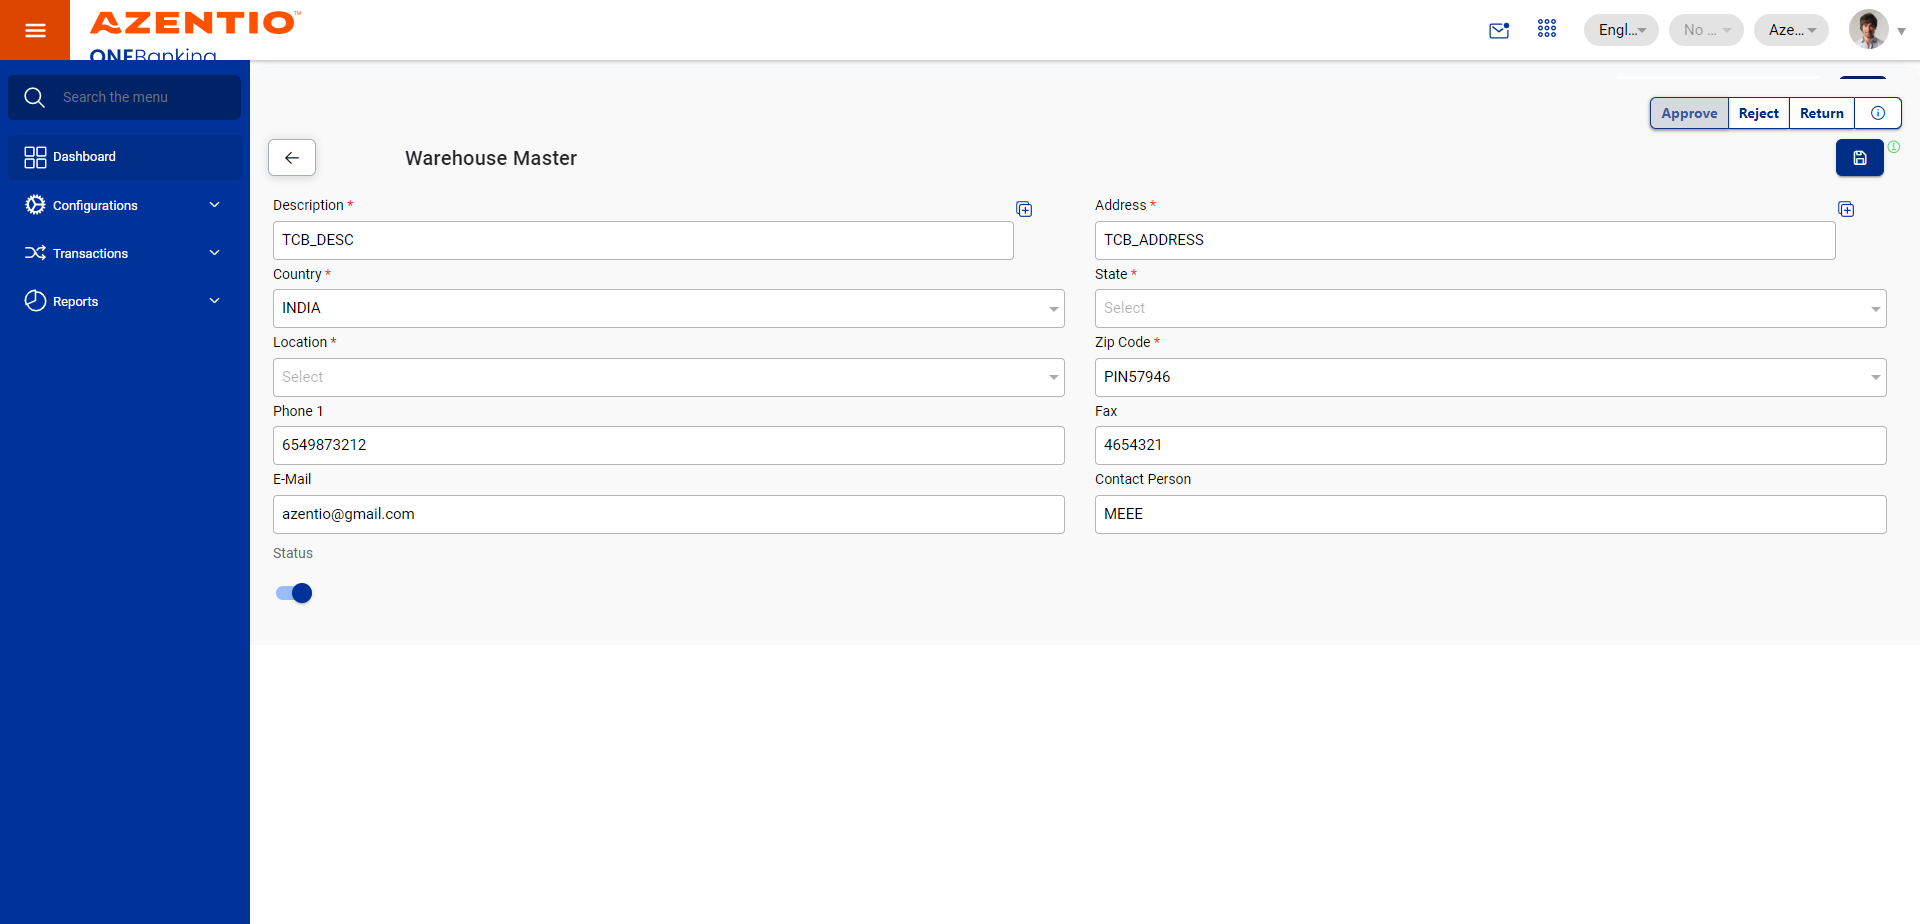 AZENTIO™
ONEBanking
Engl...
No ...
Aze...
Search the menu
Dashboard
Configurations
Transactions
Reports
Approve
Reject
Return
Warehouse Master
Description *
Address *
TCB_DESC
TCB_ADDRESS
Country *
State *
INDIA
Select
Location *
Zip Code *
Select
PIN57946
Phone 1
Fax
6549873212
4654321
E-Mail
Contact Person
azentio@gmail.com
MEEE
Status